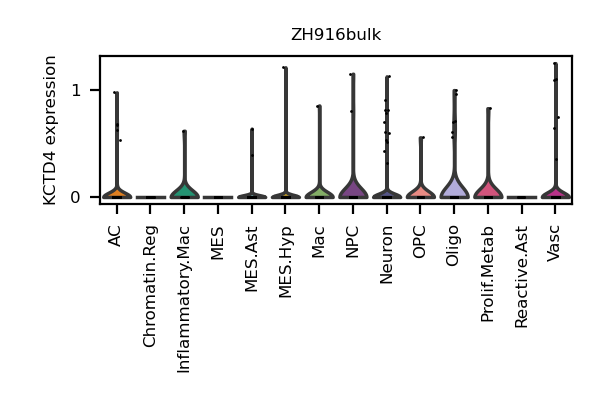 ZH916bulk
KCTD4 expression
1
0
AC
Chromatin.Reg
Inflammatory.Mac
MES
MES.Ast
MES.Hyp
Mac
NPC
Neuron
OPC
Oligo
Prolif.Metab
Reactive.Ast
Vasc